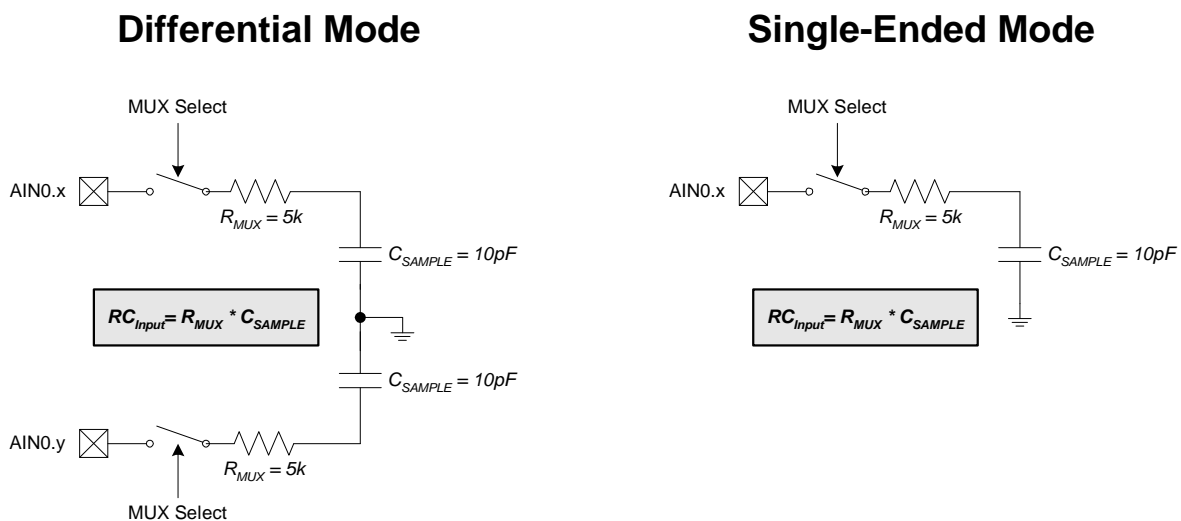 Differential Mode
MUX Select
AIN0.x
R_MUX = 5k
C_SAMPLE = 10pF
RC_Input= R_MUX * C_SAMPLE
C_SAMPLE = 10pF
AIN0.y
R_MUX = 5k
MUX Select
Single-Ended Mode
MUX Select
AIN0.x
R_MUX = 5k
C_SAMPLE = 10pF
RC_Input= R_MUX * C_SAMPLE